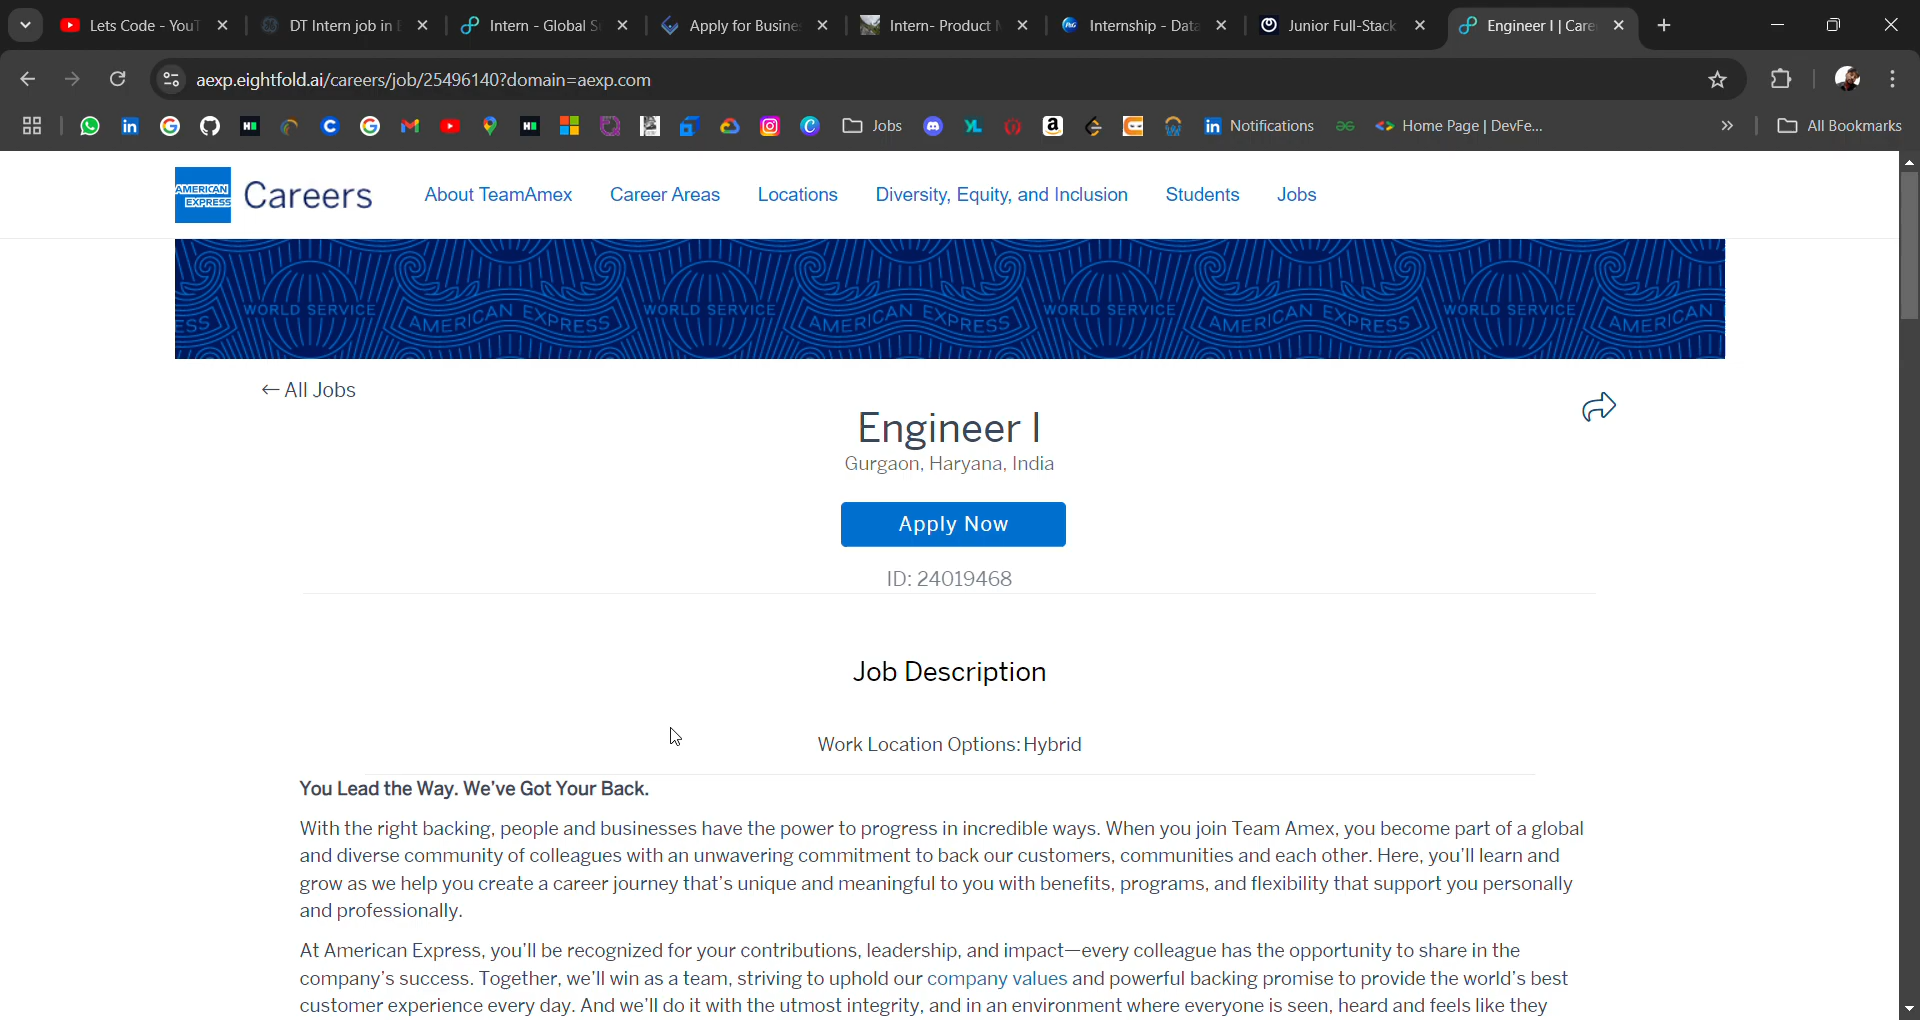 Lets Code - YouT
DT Intern job in
Intern - Global S
Apply for Busine
Intern- Product
Internship - Data
Junior Full-Stack
Engineer I | Care
aexp.eightfold.ai/careers/job/25496140?domain=aexp.com
Jobs
Notifications
Home Page | DevFe...
All Bookmarks
AMERICAN
EXPRESS
Careers
About TeamAmex
Career Areas
Locations
Diversity, Equity, and Inclusion
Students
Jobs
WORLD SERVICE
AMERICAN EXPRESS
WORLD SERVICE
AMERICAN EXPRESS
WORLD SERVICE
AMERICAN EXPRESS
WORLD SERVICE
AMERICAN
← All Jobs
Engineer I
Gurgaon, Haryana, India
Apply Now
ID: 24019468
Job Description
Work Location Options: Hybrid
You Lead the Way. We've Got Your Back.
With the right backing, people and businesses have the power to progress in incredible ways. When you join Team Amex, you become part of a global
and diverse community of colleagues with an unwavering commitment to back our customers, communities and each other. Here, you'll learn and
grow as we help you create a career journey that's unique and meaningful to you with benefits, programs, and flexibility that support you personally
and professionally.
At American Express, you'll be recognized for your contributions, leadership, and impact—every colleague has the opportunity to share in the
company's success. Together, we'll win as a team, striving to uphold our company values and powerful backing promise to provide the world's best
customer experience every day. And we'll do it with the utmost integrity, and in an environment where everyone is seen, heard and feels like they